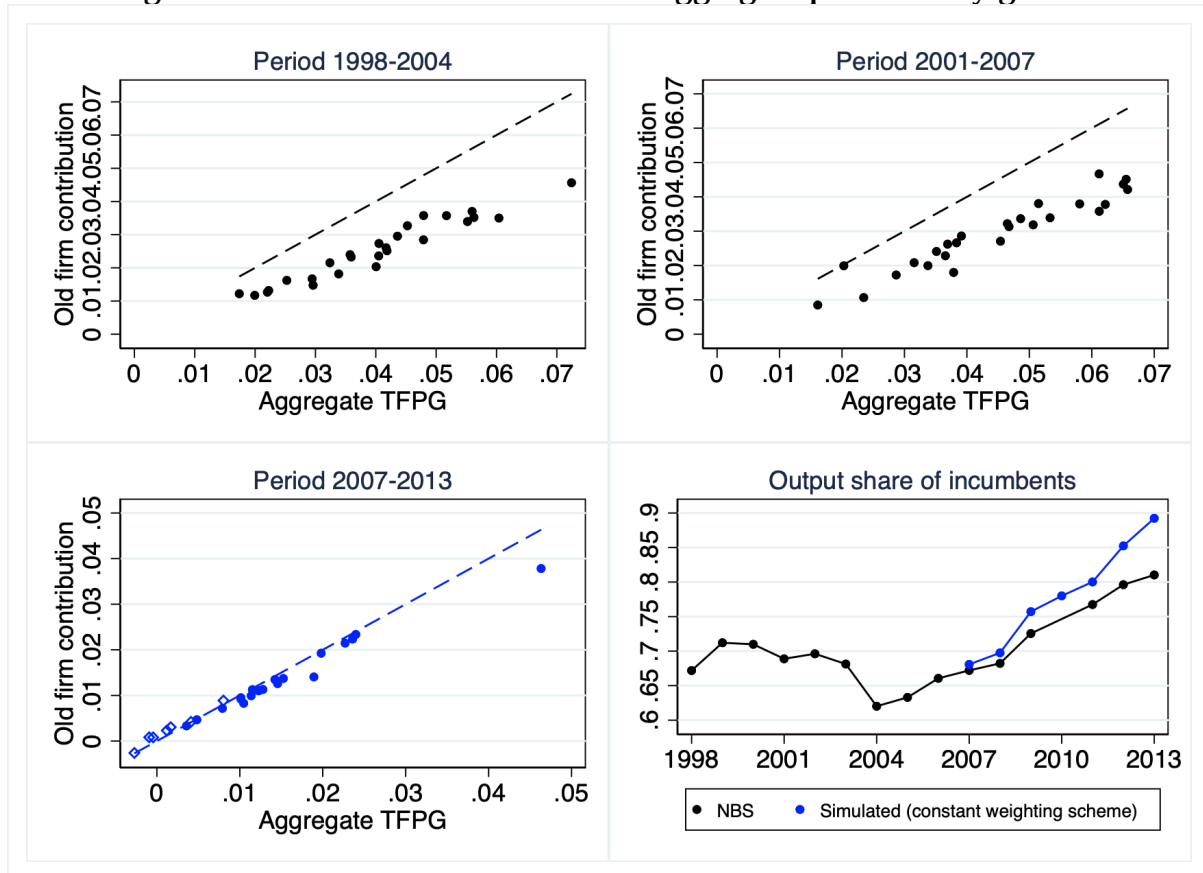 Period 1998-2004
Old firm contribution
0 .01 .02 .03 .04 .05 .06 .07
0 .01 .02 .03 .04 .05 .06 .07
Aggregate TFPG
Period 2001-2007
Old firm contribution
0 .01 .02 .03 .04 .05 .06 .07
0 .01 .02 .03 .04 .05 .06 .07
Aggregate TFPG
Period 2007-2013
Old firm contribution
0 .01 .02 .03 .04 .05
0 .01 .02 .03 .04 .05
Aggregate TFPG
Output share of incumbents
.6 .65 .7 .75 .8 .85 .9
1998 2001 2004 2007 2010 2013
NBS Simulated (constant weighting scheme)